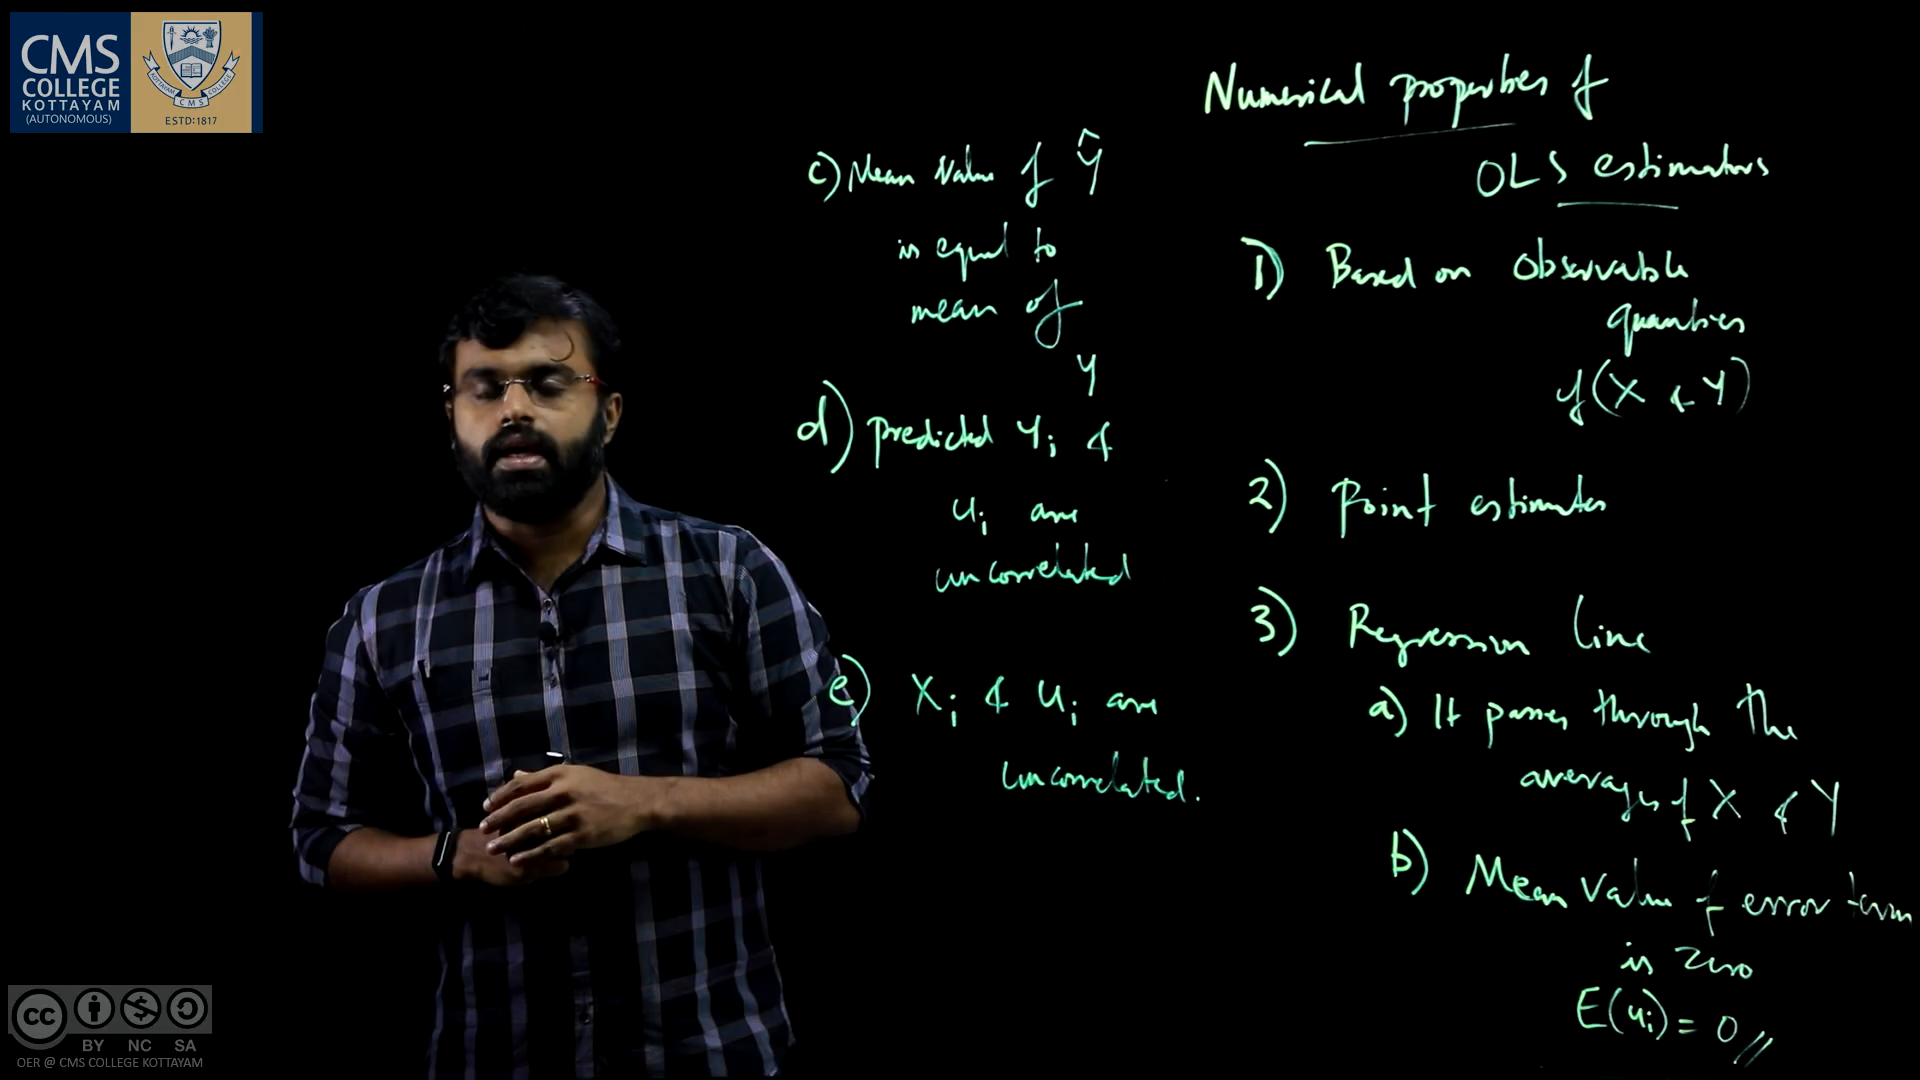 CMS
COLLEGE
KOTTAYAM
(AUTONOMOUS)
CMS
ESTD:1817
Numerical properties of
OLS estimators
1) Based on observable
quantities
f(X & Y)
2) Point estimates
3) Regression line
a) It passes through the
averages of X & Y
b) Mean value of error term
is zero
E(ui) = 0 //
c) Mean value of Ŷ
is equal to
mean of
Y
d) predicted Yi &
ui are
uncorrelated
e) Xi & ui are
uncorrelated.
cc
BY NC SA
OER @ CMS COLLEGE KOTTAYAM